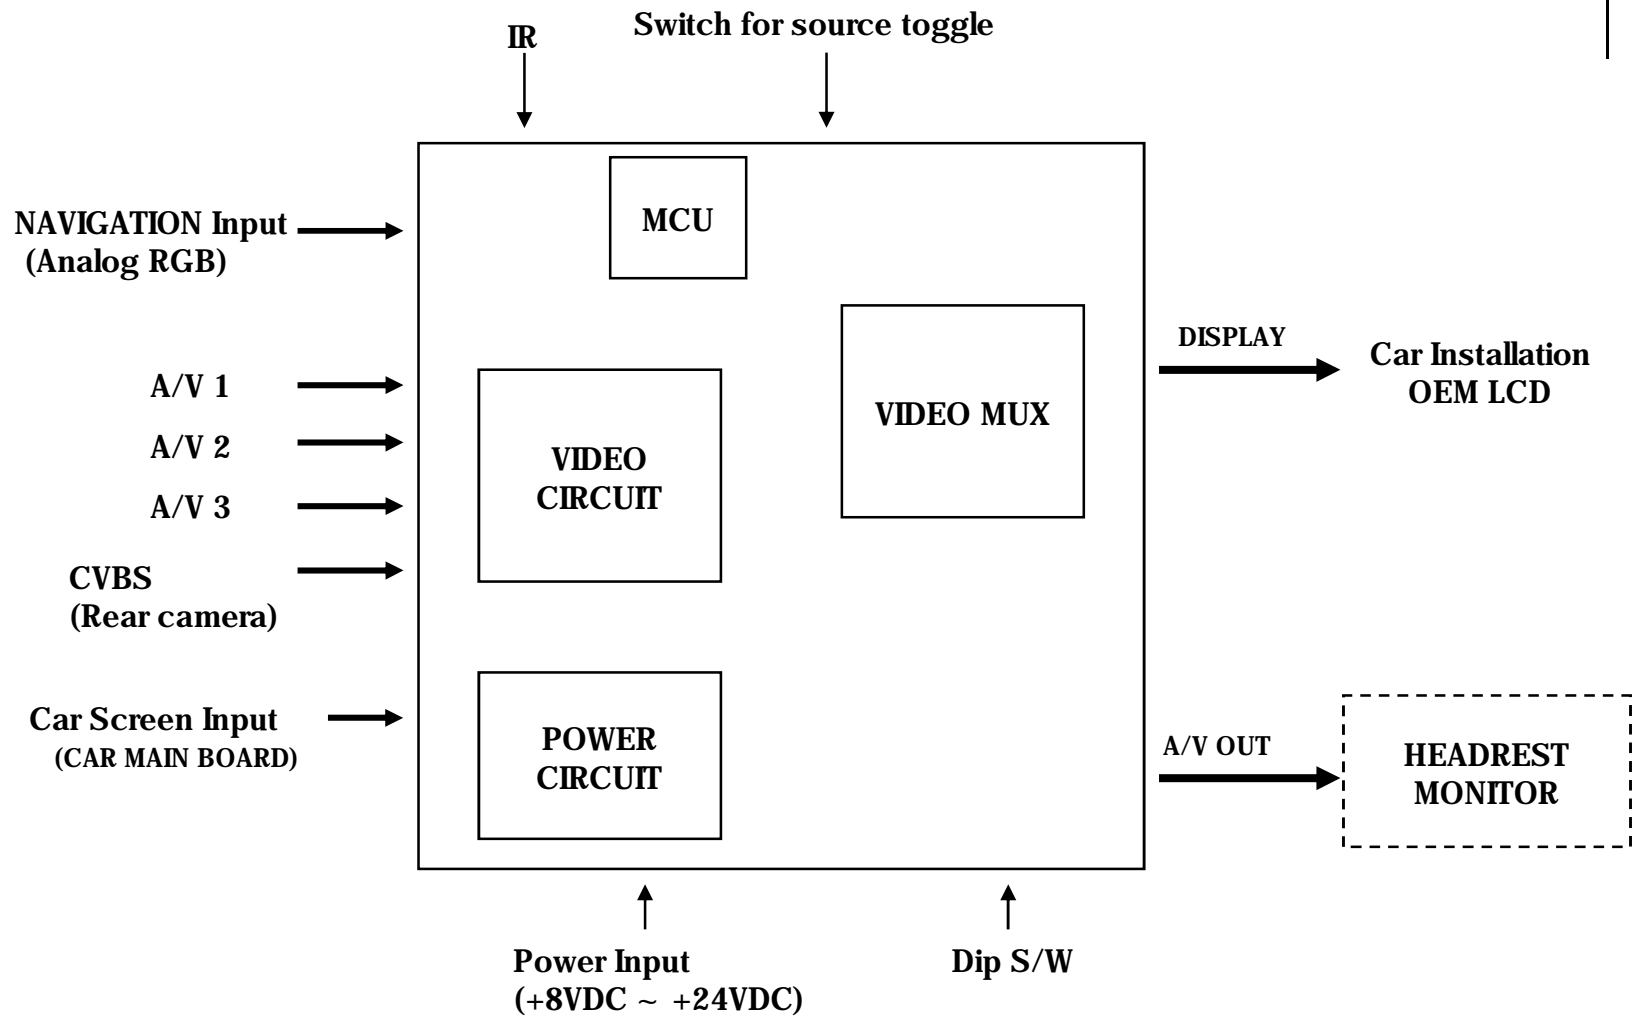 IR
Switch for source toggle
MCU
NAVIGATION Input
(Analog RGB)
DISPLAY
Car Installation
OEM LCD
A/V 1
A/V 2
A/V 3
VIDEO MUX
VIDEO
CIRCUIT
CVBS
(Rear camera)
Car Screen Input
(CAR MAIN BOARD)
POWER
CIRCUIT
A/V OUT
HEADREST
MONITOR
Power Input
(+8VDC ~ +24VDC)
Dip S/W